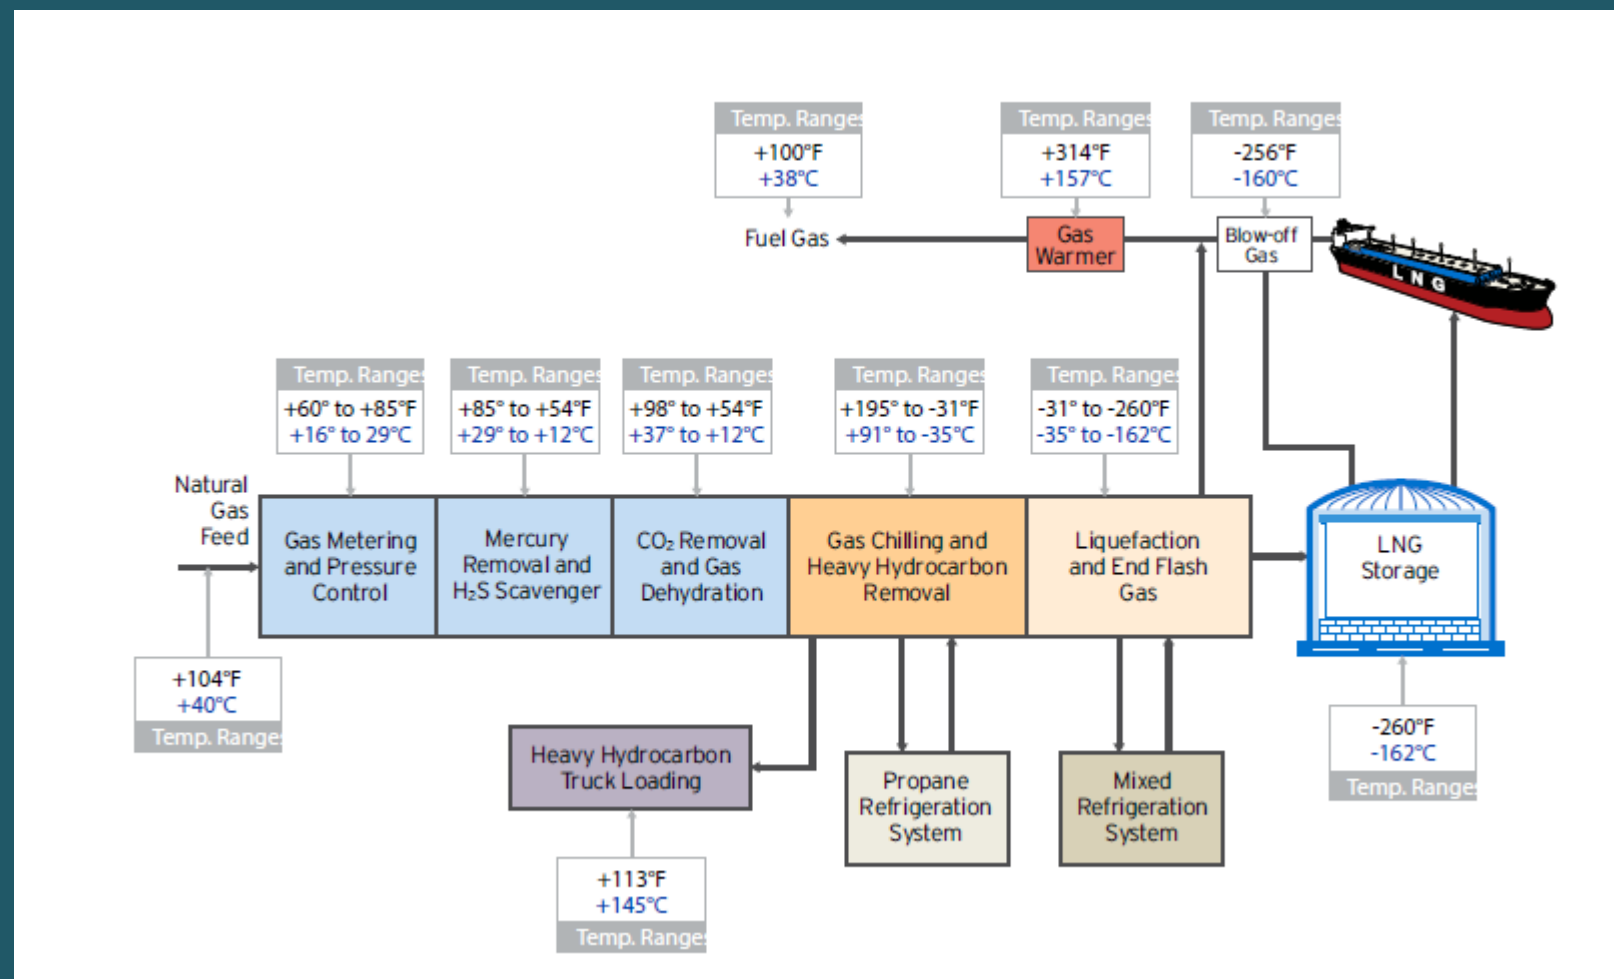 Temp. Ranges
+100°F
+38°C
Temp. Ranges
+314°F
+157°C
Temp. Ranges
-256°F
-160°C
Fuel Gas
Gas
Warmer
Blow-off
Gas
LNG
Temp. Ranges
+60° to +85°F
+16° to 29°C
Temp. Ranges
+85° to +54°F
+29° to +12°C
Temp. Ranges
+98° to +54°F
+37° to +12°C
Temp. Ranges
+195° to -31°F
+91° to -35°C
Temp. Ranges
-31° to -260°F
-35° to -162°C
Natural
Gas
Feed
Gas Metering
and Pressure
Control
Mercury
Removal and
H₂S Scavenger
CO₂ Removal
and Gas
Dehydration
Gas Chilling and
Heavy Hydrocarbon
Removal
Liquefaction
and End Flash
Gas
LNG
Storage
+104°F
+40°C
Temp. Ranges
Heavy Hydrocarbon
Truck Loading
Propane
Refrigeration
System
Mixed
Refrigeration
System
-260°F
-162°C
Temp. Ranges
+113°F
+145°C
Temp. Ranges